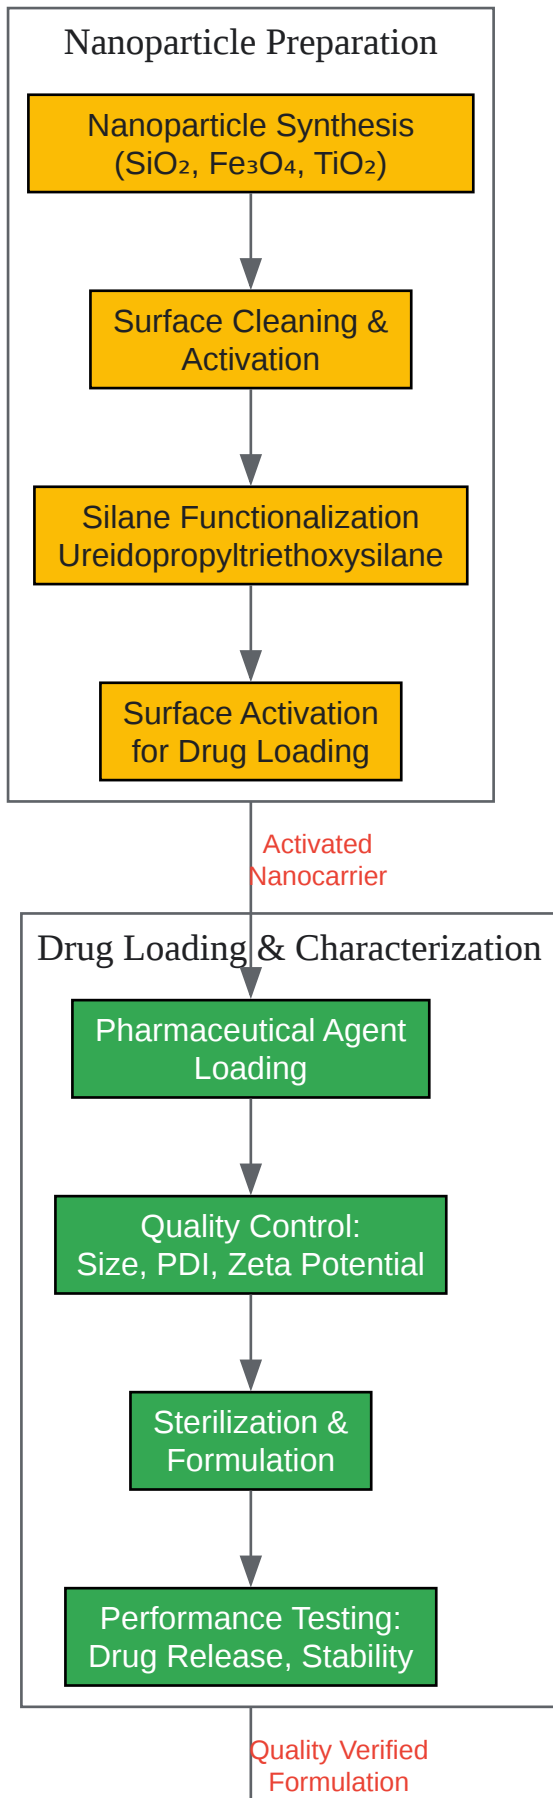 Nanoparticle Preparation
Nanoparticle Synthesis
(SiO₂, Fe₃O₄, TiO₂)
Surface Cleaning &
Activation
Silane Functionalization
Ureidopropyltriethoxysilane
Surface Activation
for Drug Loading
Activated
Nanocarrier
Drug Loading & Characterization
Pharmaceutical Agent
Loading
Quality Control:
Size, PDI, Zeta Potential
Sterilization &
Formulation
Performance Testing:
Drug Release, Stability
Quality Verified
Formulation